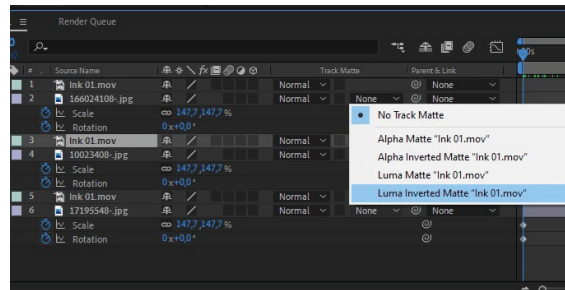 Render Queue
:00s
# . Source Name fx Track Matte Parent & Link
1 Ink 01.mov Normal None
2 166024108-.jpg Normal None None
Scale 147,7,147,7 %
Rotation 0x+0,0°
3 Ink 01.mov
4 10023408-.jpg
Scale 147,7,147,7 %
Rotation 0x+0,0°
5 Ink 01.mov Normal
6 17195548-.jpg Normal None None
Scale 147,7,147,7 %
Rotation 0x+0,0°
No Track Matte
Alpha Matte "Ink 01.mov"
Alpha Inverted Matte "Ink 01.mov"
Luma Matte "Ink 01.mov"
Luma Inverted Matte "Ink 01.mov"